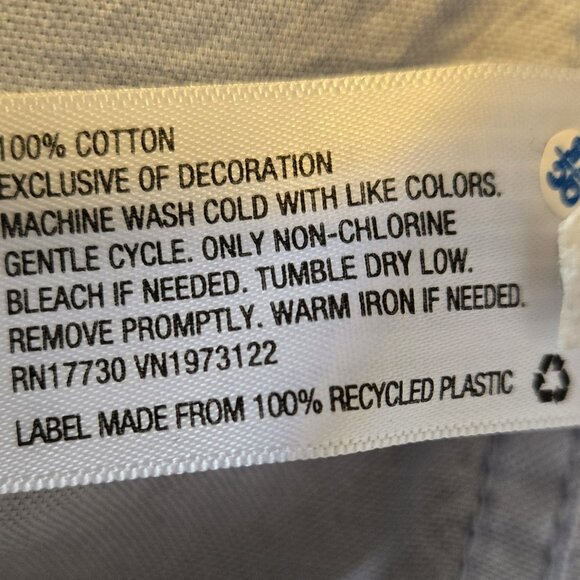 100% COTTON
EXCLUSIVE OF DECORATION
MACHINE WASH COLD WITH LIKE COLORS.
GENTLE CYCLE. ONLY NON-CHLORINE
BLEACH IF NEEDED. TUMBLE DRY LOW.
REMOVE PROMPTLY. WARM IRON IF NEEDED.
RN17730 VN1973122
LABEL MADE FROM 100% RECYCLED PLASTIC